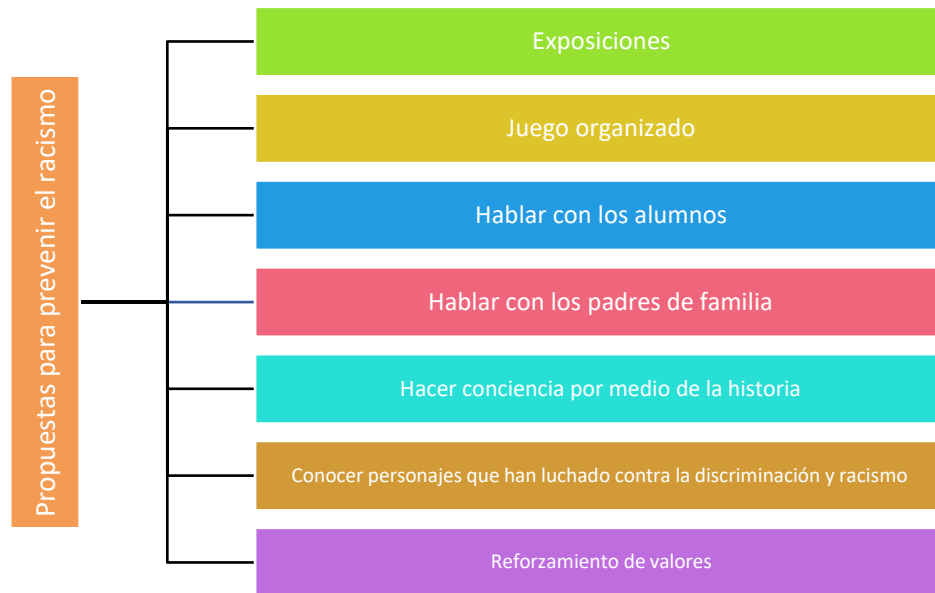 Propuestas para prevenir el racismo
Exposiciones
Juego organizado
Hablar con los alumnos
Hablar con los padres de familia
Hacer conciencia por medio de la historia
Conocer personajes que han luchado contra la discriminación y racismo
Reforzamiento de valores